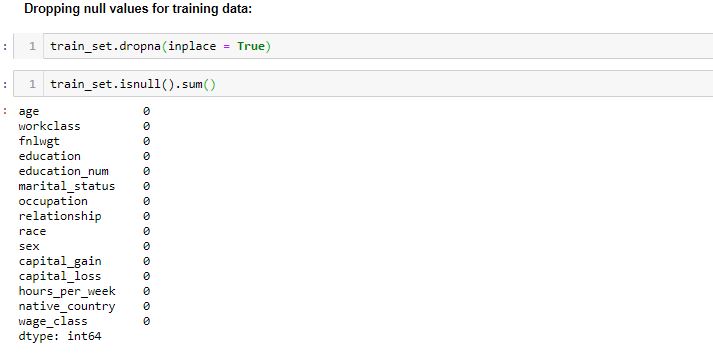 Dropping null values for training data:
: 1 train_set.dropna(inplace = True)
: 1 train_set.isnull().sum()
: age 0
workclass 0
fnlwgt 0
education 0
education_num 0
marital_status 0
occupation 0
relationship 0
race 0
sex 0
capital_gain 0
capital_loss 0
hours_per_week 0
native_country 0
wage_class 0
dtype: int64